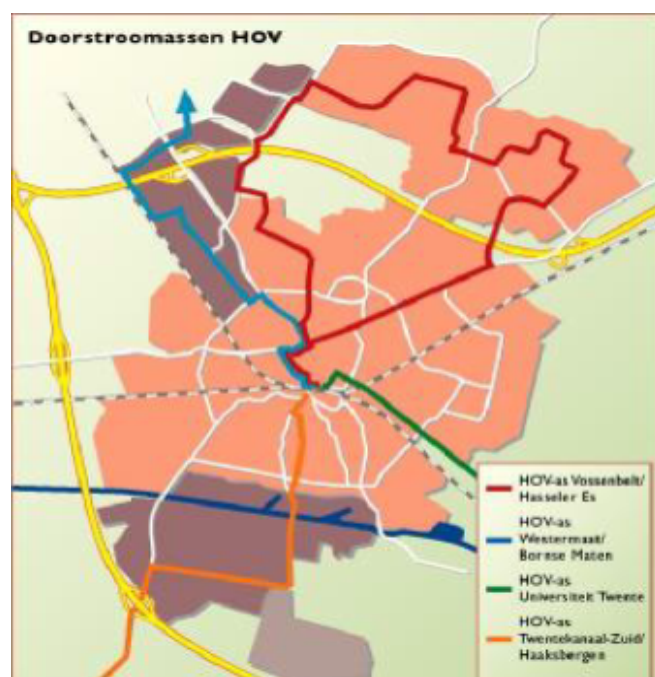 Doorstroomassen HOV
HOV-as Vossenbelt/
Hasseler Es
HOV-as
Westermaat/
Bornse Maten
HOV-as
Universiteit Twente
HOV-as
Twentekanaal-Zuid/
Haaksbergen